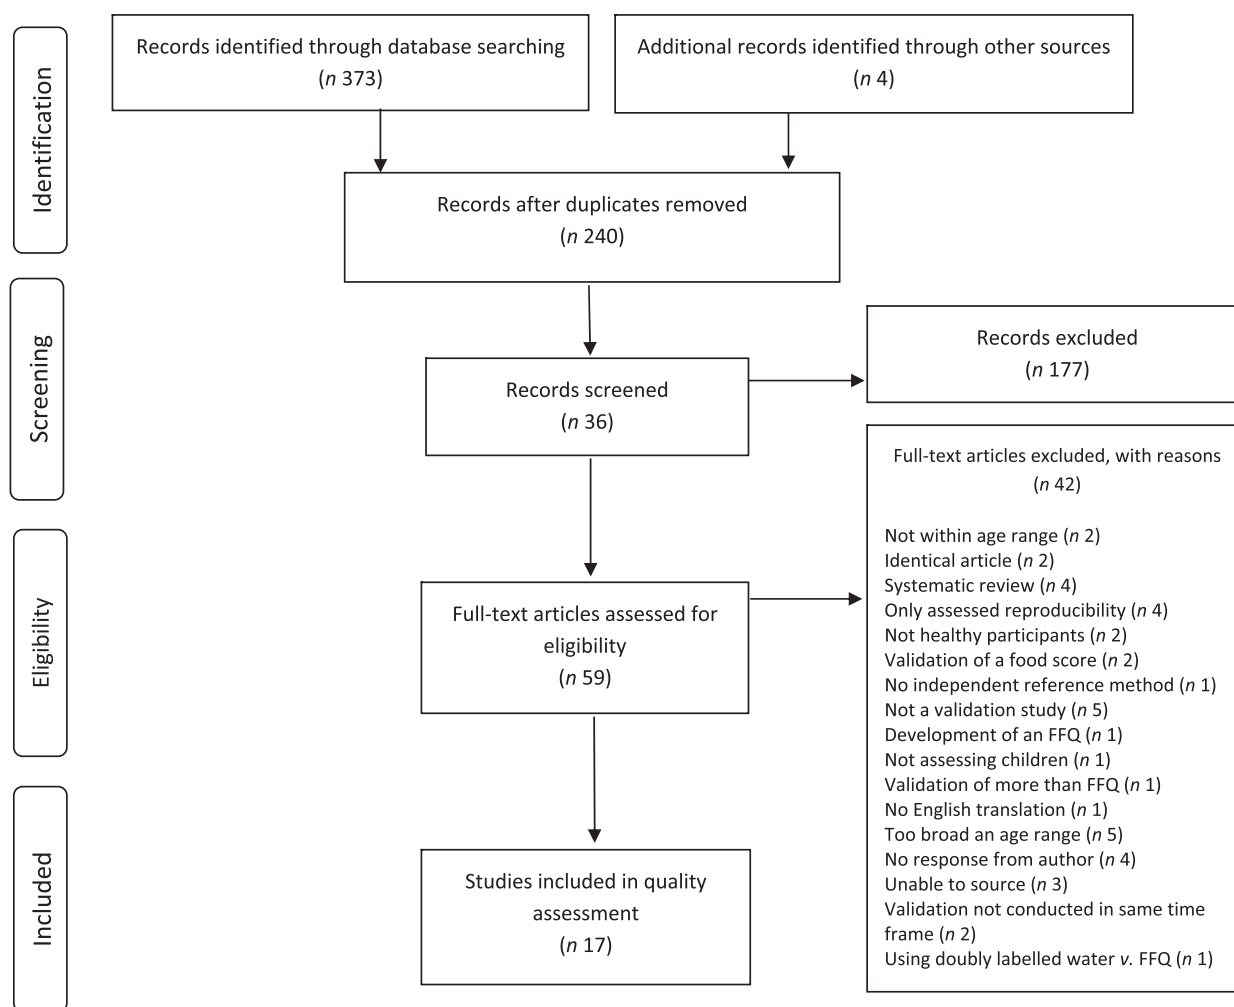 Identification
Records identified through database searching
(n 373)
Additional records identified through other sources
(n 4)
Records after duplicates removed
(n 240)
Screening
Records screened
(n 36)
Records excluded
(n 177)
Eligibility
Full-text articles assessed for
eligibility
(n 59)
Full-text articles excluded, with reasons
(n 42)
Not within age range (n 2)
Identical article (n 2)
Systematic review (n 4)
Only assessed reproducibility (n 4)
Not healthy participants (n 2)
Validation of a food score (n 2)
No independent reference method (n 1)
Not a validation study (n 5)
Development of an FFQ (n 1)
Not assessing children (n 1)
Validation of more than FFQ (n 1)
No English translation (n 1)
Too broad an age range (n 5)
No response from author (n 4)
Unable to source (n 3)
Validation not conducted in same time
frame (n 2)
Using doubly labelled water v. FFQ (n 1)
Included
Studies included in quality
assessment
(n 17)